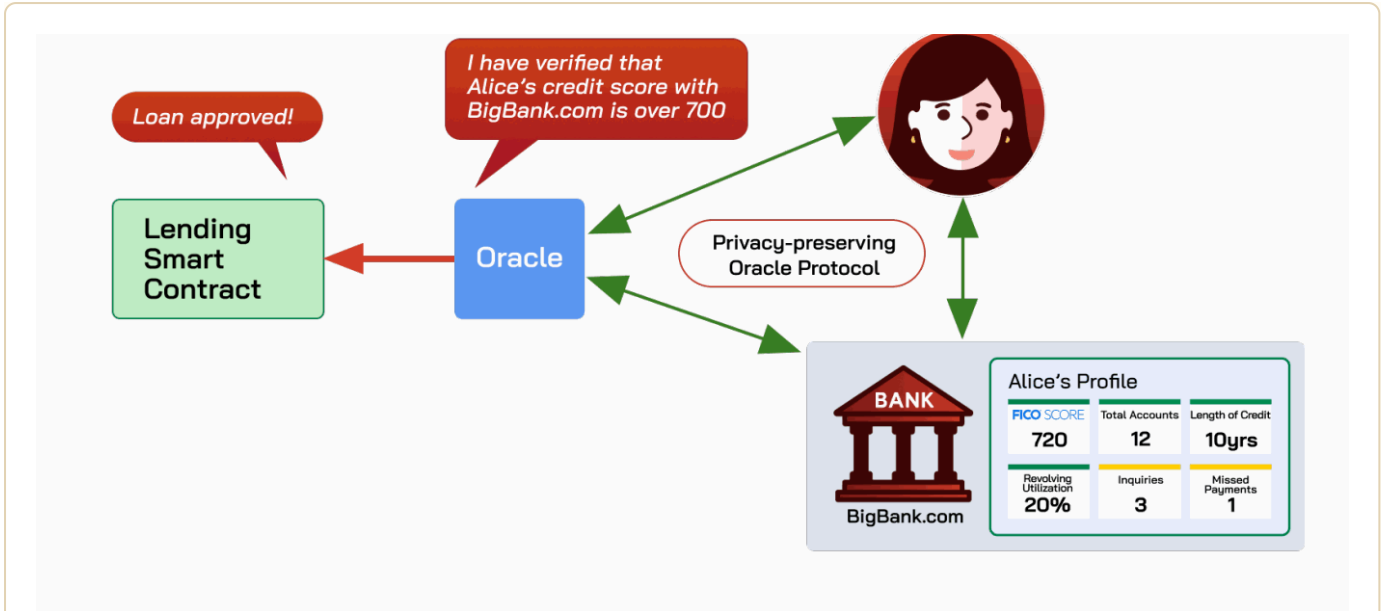 I have verified that
Alice's credit score with
BigBank.com is over 700
Loan approved!
Lending
Smart
Contract
Oracle
Privacy-preserving
Oracle Protocol
BANK
BigBank.com
Alice's Profile
FICO SCORE
720
Total Accounts
12
Length of Credit
10yrs
Revolving
Utilization
20%
Inquiries
3
Missed
Payments
1